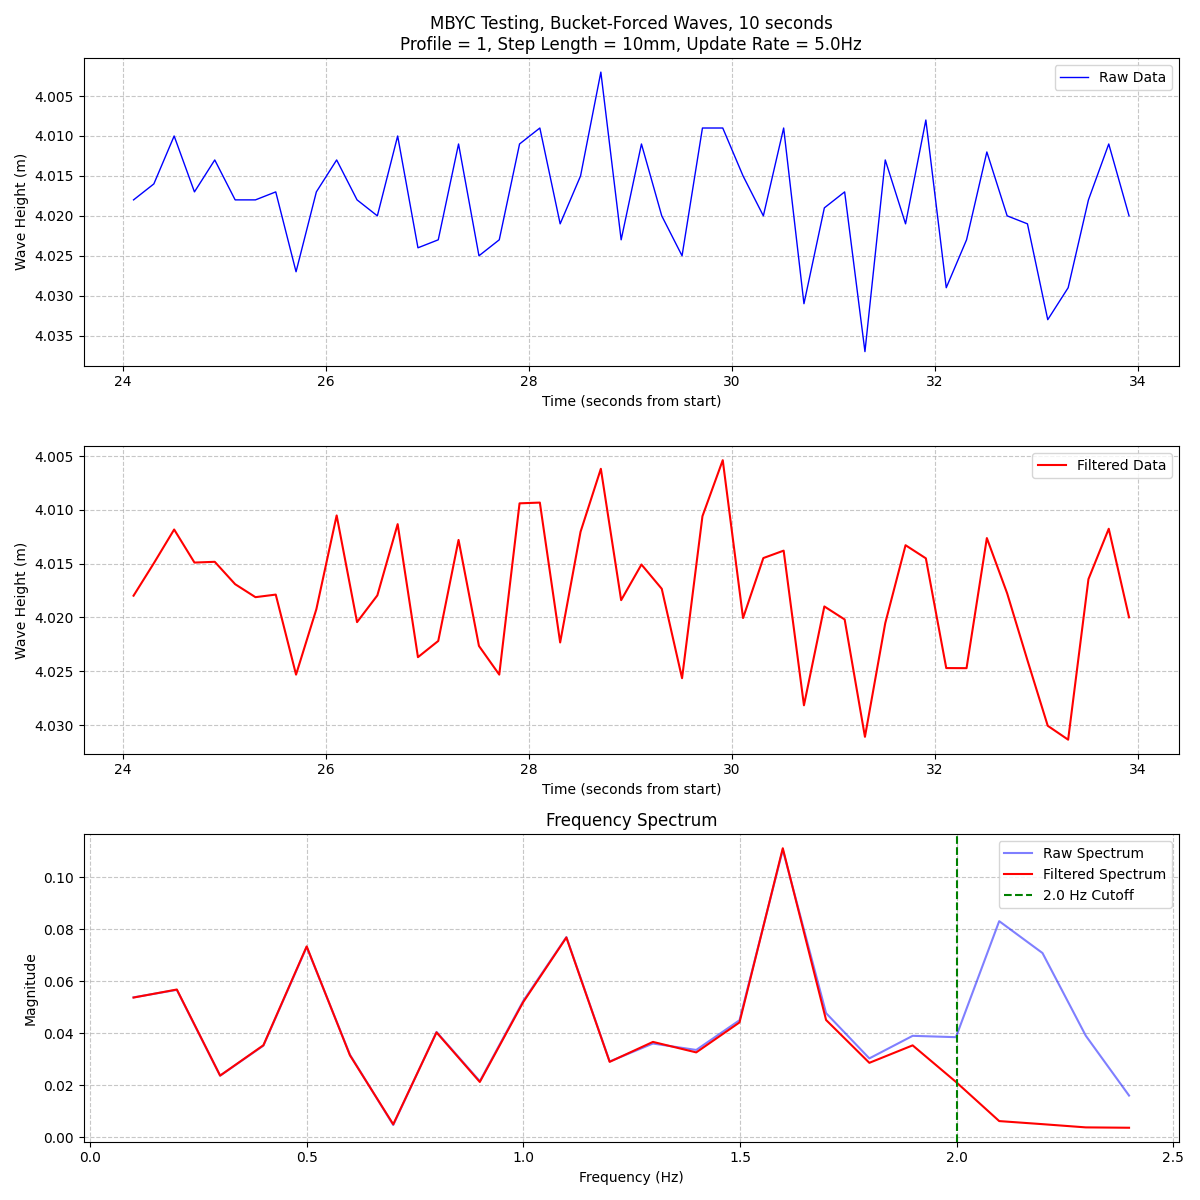 MBYC Testing, Bucket-Forced Waves, 10 seconds
Profile = 1, Step Length = 10mm, Update Rate = 5.0Hz
Raw Data
Wave Height (m)
4.005
4.010
4.015
4.020
4.025
4.030
4.035
24 26 28 30 32 34
Time (seconds from start)
Filtered Data
Wave Height (m)
4.005
4.010
4.015
4.020
4.025
4.030
24 26 28 30 32 34
Time (seconds from start)
Frequency Spectrum
Raw Spectrum
Filtered Spectrum
2.0 Hz Cutoff
Magnitude
0.10
0.08
0.06
0.04
0.02
0.00
0.0 0.5 1.0 1.5 2.0 2.5
Frequency (Hz)